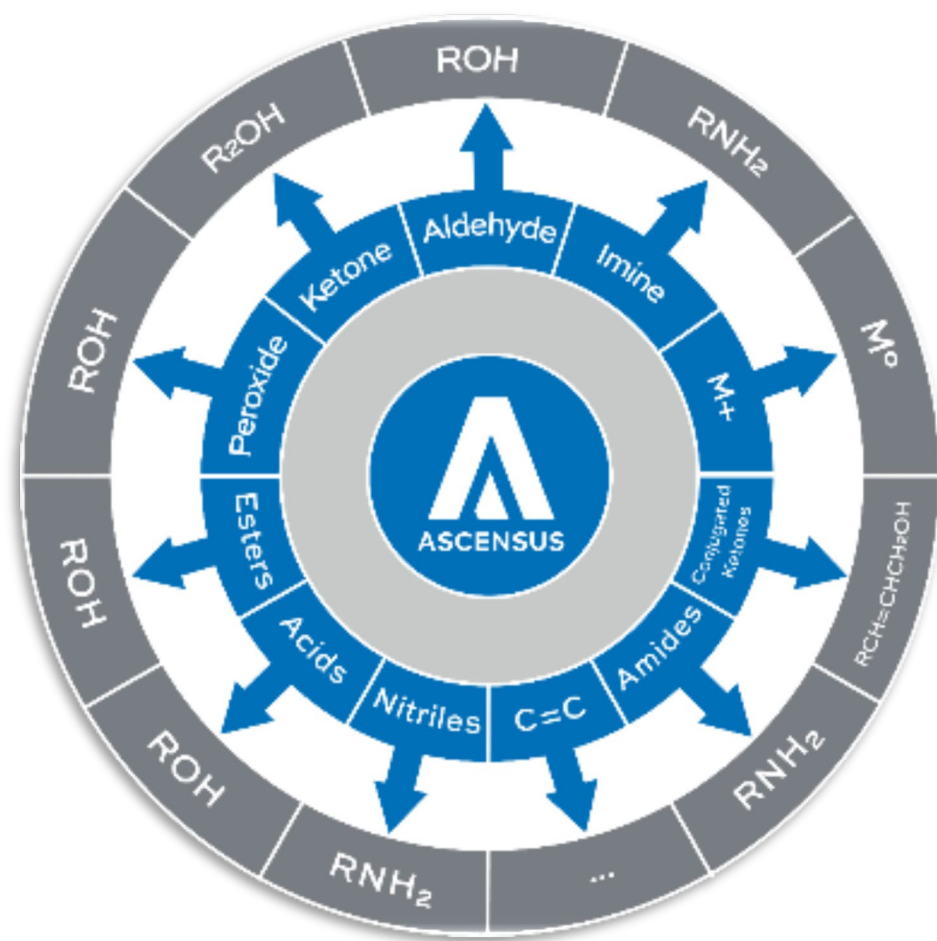 ROH
RNH₂
Mº
RCH=CHCH₂OH
RNH₂
...
RNH₂
ROH
ROH
ROH
R₂OH
Aldehyde
Imine
M+
Conjugated
Ketones
Amides
C=C
Nitriles
Acids
Esters
Peroxide
Ketone
ASCENSUS